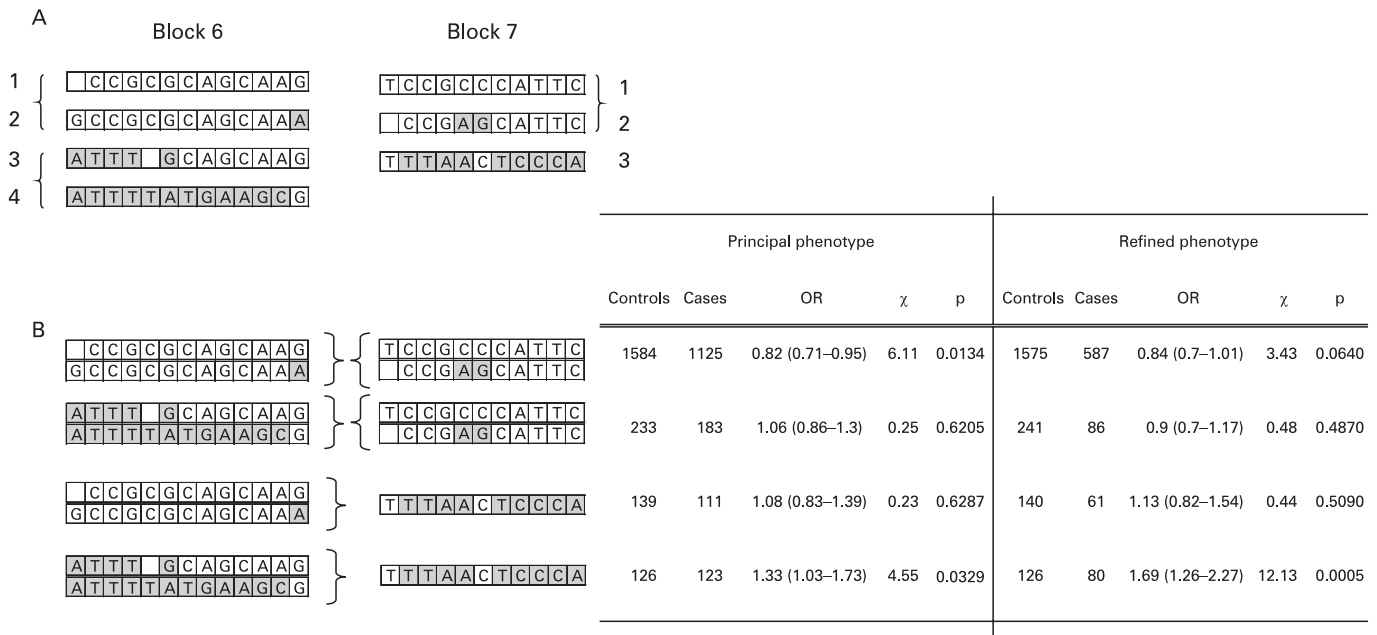 A
Block 6 Block 7
1 CCGCGCAGCAAG TCCGCCCATTC 1
2 GCCGCGCAGCAAA CCGAGCATTC 2
3 ATTT GCAGCAAG TTTAACTCCCA 3
4 ATTTTATGAAGCG
Principal phenotype Refined phenotype
Controls Cases OR χ p Controls Cases OR χ p
B
CCGCGCAGCAAG TCCGCCCATTC 1584 1125 0.82 (0.71–0.95) 6.11 0.0134 1575 587 0.84 (0.7–1.01) 3.43 0.0640
GCCGCGCAGCAAA CCGAGCATTC
ATTT GCAGCAAG TCCGCCCATTC
ATTTTATGAAGCG CCGAGCATTC 233 183 1.06 (0.86–1.3) 0.25 0.6205 241 86 0.9 (0.7–1.17) 0.48 0.4870
CCGCGCAGCAAG
GCCGCGCAGCAAA TTTAACTCCCA 139 111 1.08 (0.83–1.39) 0.23 0.6287 140 61 1.13 (0.82–1.54) 0.44 0.5090
ATTT GCAGCAAG
ATTTTATGAAGCG TTTAACTCCCA 126 123 1.33 (1.03–1.73) 4.55 0.0329 126 80 1.69 (1.26–2.27) 12.13 0.0005